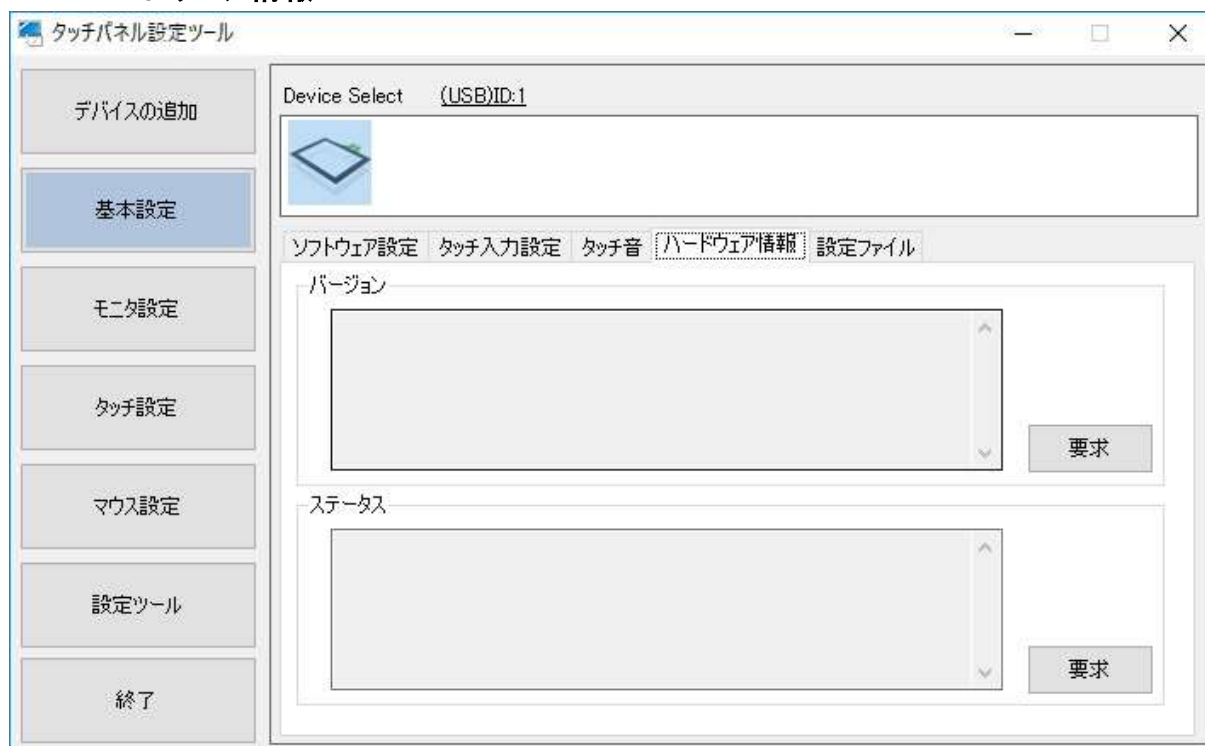 情報
タッチパネル設定ツール
デバイスの追加
基本設定
モニタ設定
タッチ設定
マウス設定
設定ツール
終了
Device Select (USB)ID:1
ソフトウェア設定 タッチ入力設定 タッチ音 ハードウェア情報 設定ファイル
バージョン
要求
ステータス
要求